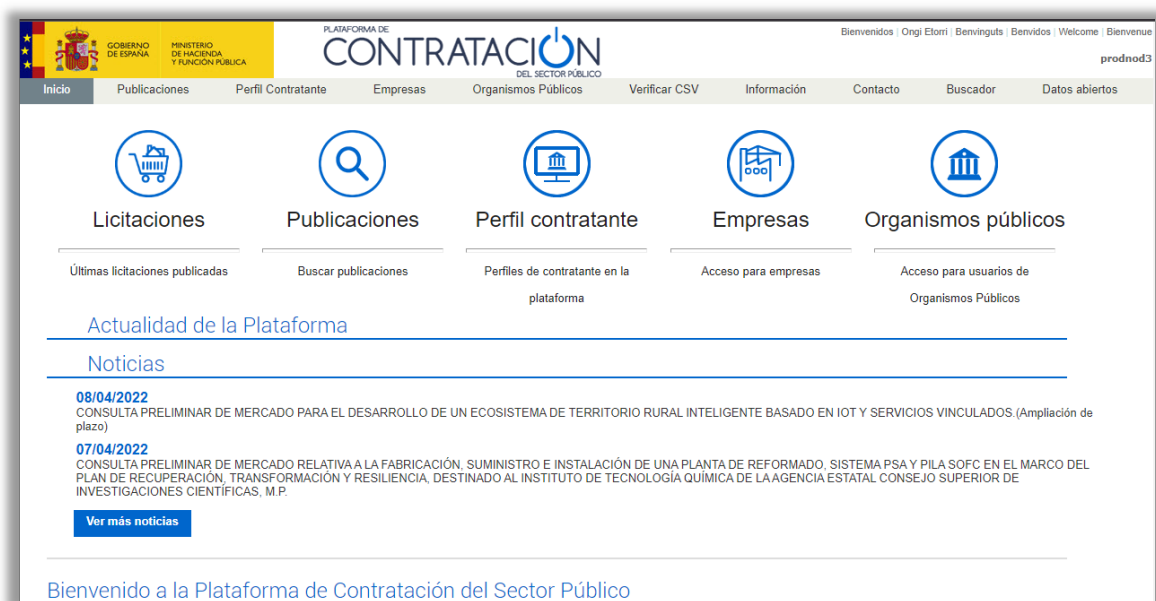 GOBIERNO
DE ESPAÑA
MINISTERIO
DE HACIENDA
Y FUNCIÓN PÚBLICA
PLATAFORMA DE
CONTRATACIÓN
DEL SECTOR PÚBLICO
Bienvenidos | Ongi Etorri | Benvinguts | Benvidos | Welcome | Bienvenue
prodnod3
Inicio Publicaciones Perfil Contratante Empresas Organismos Públicos Verificar CSV Información Contacto Buscador Datos abiertos
Licitaciones Publicaciones Perfil contratante Empresas Organismos públicos
Últimas licitaciones publicadas Buscar publicaciones Perfiles de contratante en la Acceso para empresas Acceso para usuarios de
plataforma Organismos Públicos
Actualidad de la Plataforma
Noticias
08/04/2022
CONSULTA PRELIMINAR DE MERCADO PARA EL DESARROLLO DE UN ECOSISTEMA DE TERRITORIO RURAL INTELIGENTE BASADO EN IOT Y SERVICIOS VINCULADOS.(Ampliación de
plazo)
07/04/2022
CONSULTA PRELIMINAR DE MERCADO RELATIVA A LA FABRICACIÓN, SUMINISTRO E INSTALACIÓN DE UNA PLANTA DE REFORMADO, SISTEMA PSA Y PILA SOFC EN EL MARCO DEL
PLAN DE RECUPERACIÓN, TRANSFORMACIÓN Y RESILIENCIA, DESTINADO AL INSTITUTO DE TECNOLOGÍA QUÍMICA DE LA AGENCIA ESTATAL CONSEJO SUPERIOR DE
INVESTIGACIONES CIENTÍFICAS, M.P.
Ver más noticias
Bienvenido a la Plataforma de Contratación del Sector Público